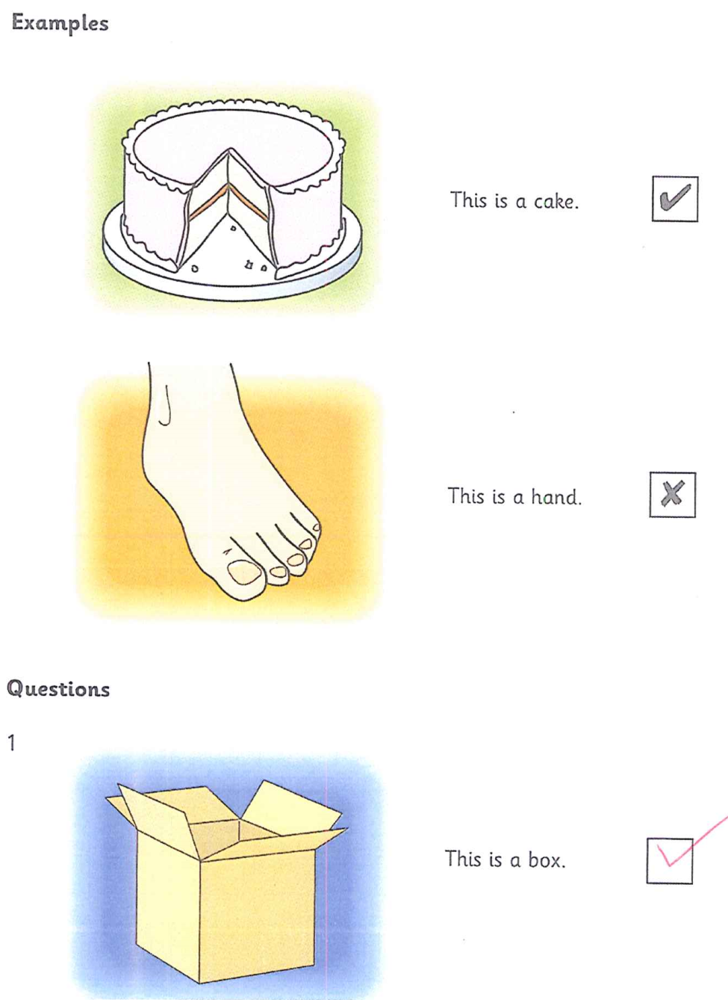 Examples
This is a cake.
This is a hand.
Questions
1
This is a box.